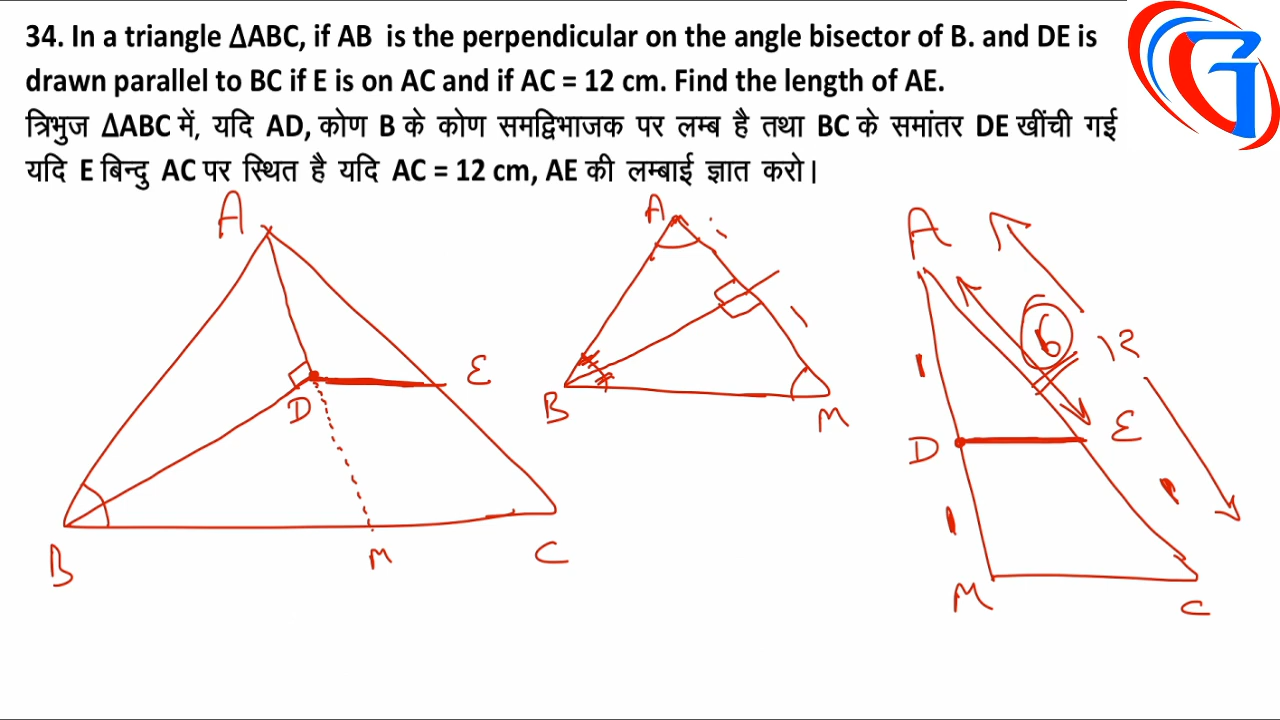 34. In a triangle ΔABC, if AB is the perpendicular on the angle bisector of B. and DE is
drawn parallel to BC if E is on AC and if AC = 12 cm. Find the length of AE.
त्रिभुज ΔABC में, यदि AD, कोण B के कोण समद्विभाजक पर लम्ब है तथा BC के समांतर DE खींची गई
यदि E बिन्दु AC पर स्थित है यदि AC = 12 cm, AE की लम्बाई ज्ञात करो।
A
D
E
B
M
C
A
B
M
A
6
12
D
E
M
C